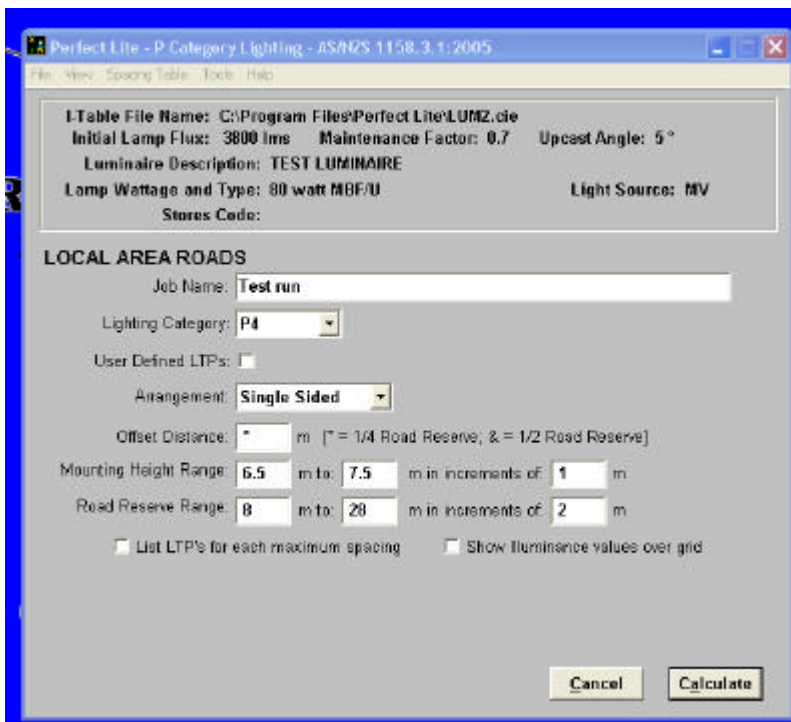 Perfect Lite - P Category Lighting - AS/NZS 1158.3.1:2005
File View Spacing Table Tools Help
I-Table File Name: C:\Program Files\Perfect Lite\LUM2.cie
Initial Lamp Flux: 3800 lms Maintenance Factor: 0.7 Upcast Angle: 5 °
Luminaire Description: TEST LUMINAIRE
Lamp Wattage and Type: 80 watt MBF/U Light Source: MV
Stores Code:
R
LOCAL AREA ROADS
Job Name: Test run
Lighting Category: P4
User Defined LTPs:
Arrangement: Single Sided
Offset Distance: * m [* = 1/4 Road Reserve; & = 1/2 Road Reserve]
Mounting Height Range: 6.5 m to: 7.5 m in increments of: 1 m
Road Reserve Range: 8 m to: 28 m in increments of: 2 m
List LTP's for each maximum spacing Show Illuminance values over grid
Cancel Calculate